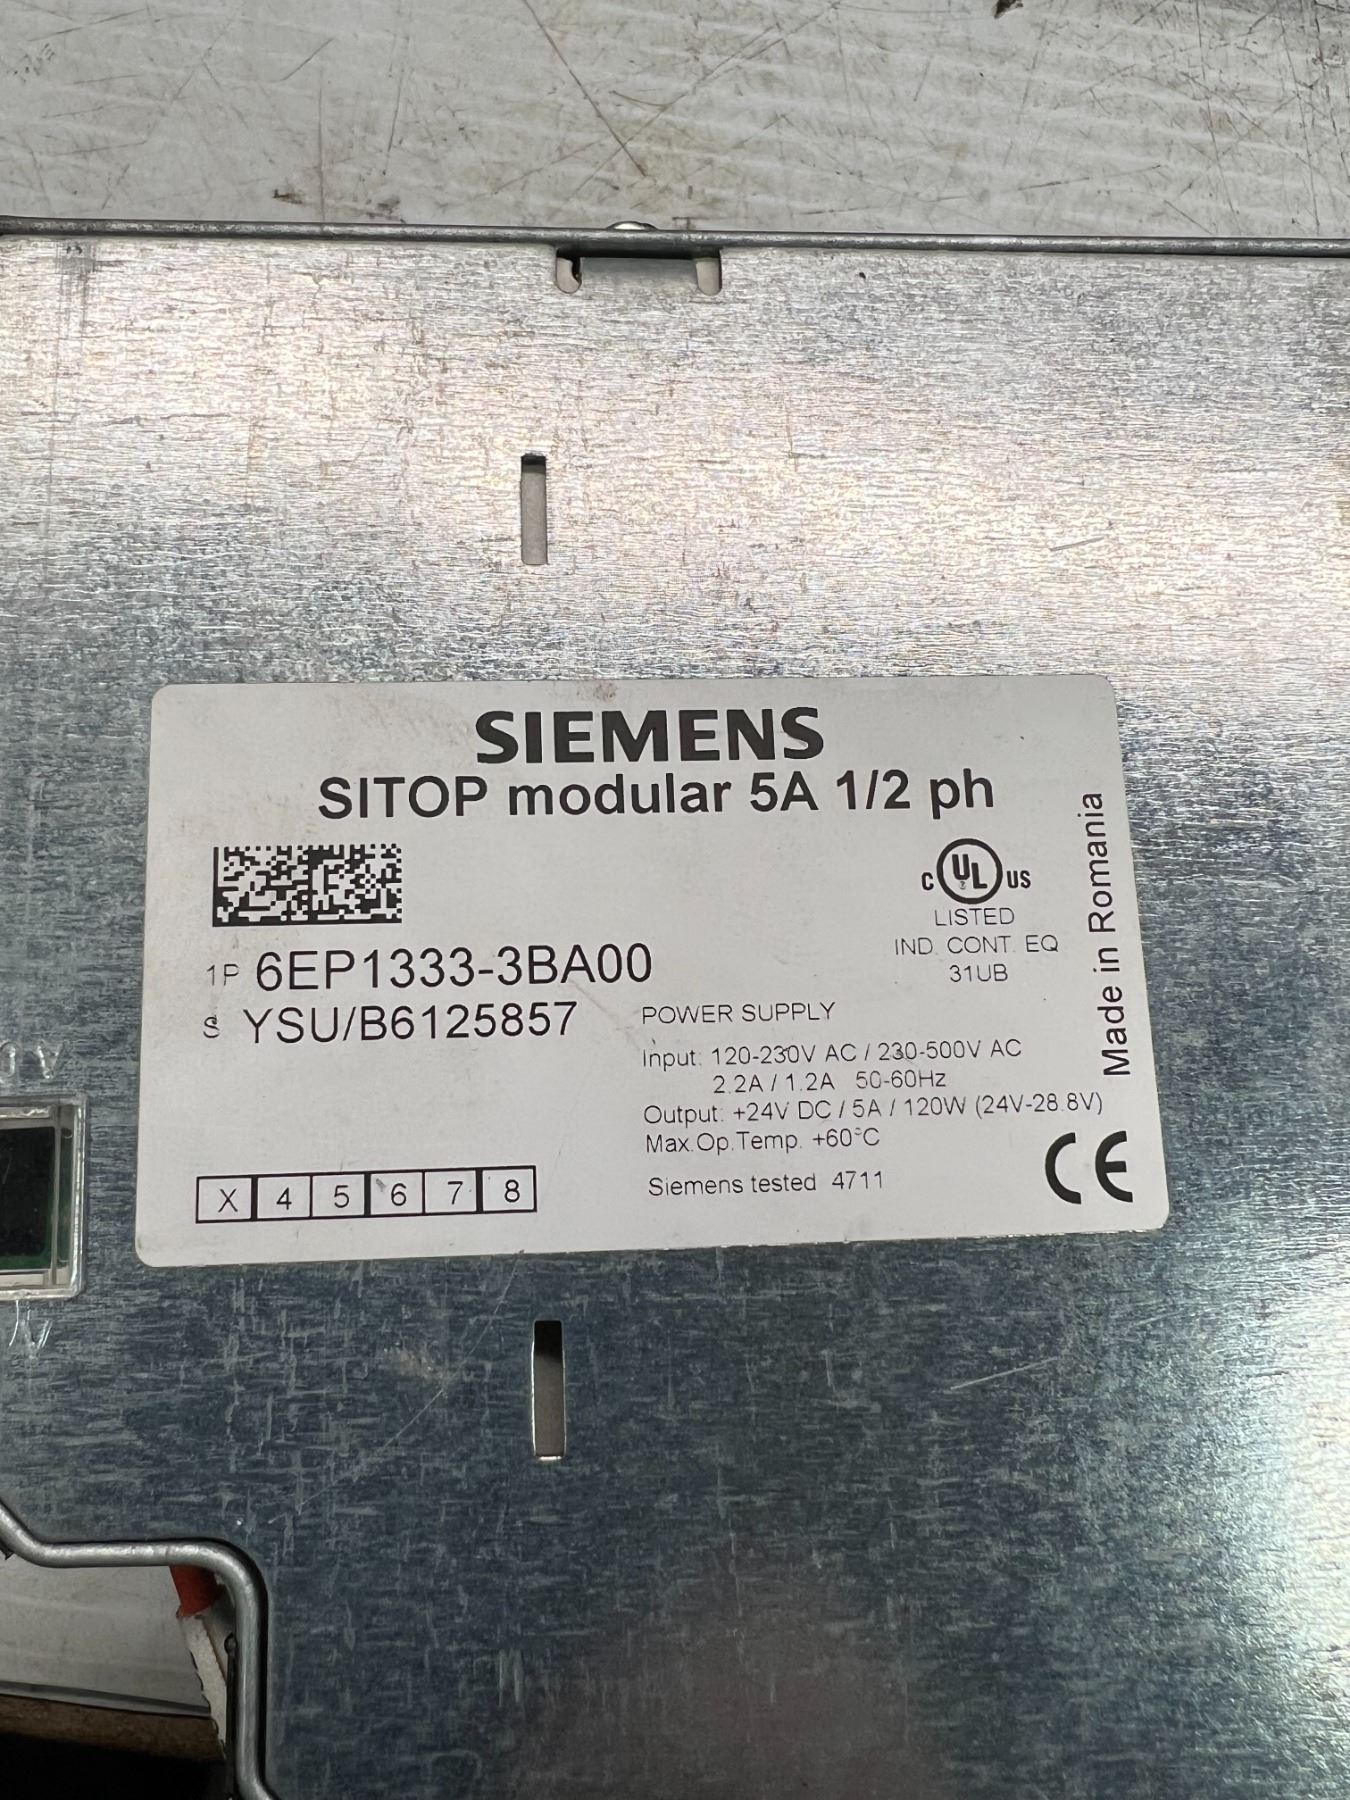 SIEMENS
SITOP modular 5A 1/2 ph
C UL US
LISTED
IND. CONT. EQ
31UB
Made in Romania
1P 6EP1333-3BA00
S YSU/B6125857
POWER SUPPLY
Input: 120-230V AC / 230-500V AC
2.2A / 1.2A 50-60Hz
Output: +24V DC / 5A / 120W (24V-28.8V)
Max.Op.Temp. +60°C
Siemens tested 4711
X 4 5 6 7 8
CE